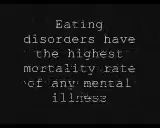 Eating
disorders have
the highest
mortality rate
of any mental
illness